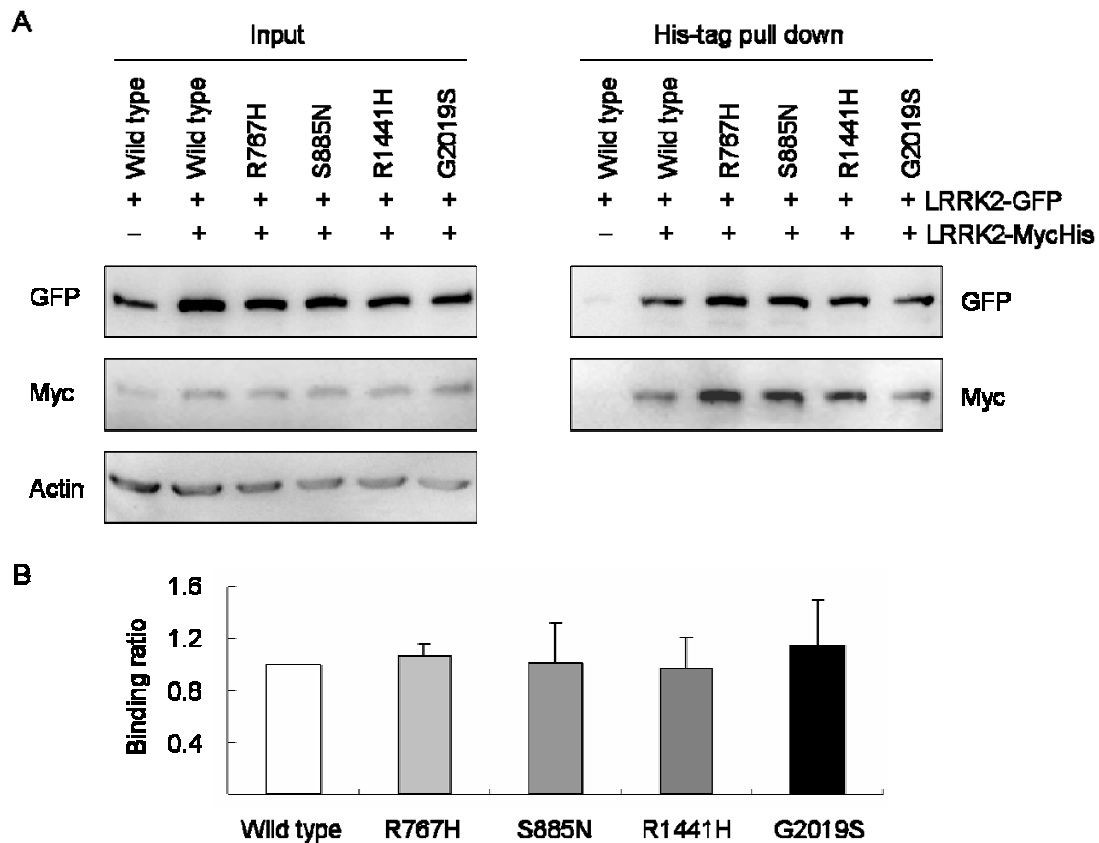 A
Input
His-tag pull down
Wild type
Wild type
R767H
S885N
R1441H
G2019S
Wild type
Wild type
R767H
S885N
R1441H
G2019S
+ + + + + +
+ + + + + + LRRK2-GFP
− + + + + +
− + + + + + LRRK2-MycHis
GFP
GFP
Myc
Myc
Actin
B
Binding ratio
1.6
1.2
0.8
0.4
Wild type R767H S885N R1441H G2019S